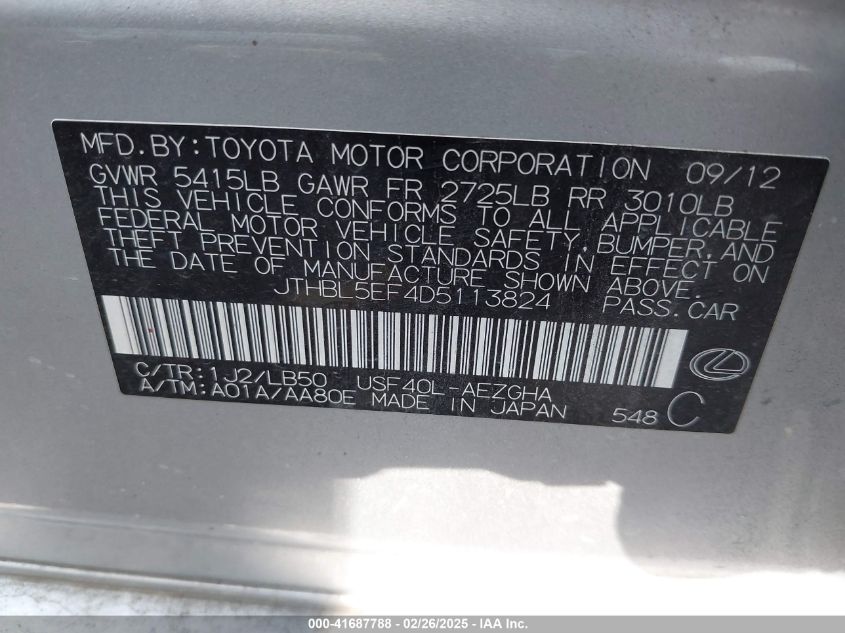 MFD.BY:TOYOTA MOTOR CORPORATION 09/12
GVWR 5415LB GAWR FR 2725LB RR 3010LB
THIS VEHICLE CONFORMS TO ALL APPLICABLE
FEDERAL MOTOR VEHICLE SAFETY,BUMPER,AND
THEFT PREVENTION STANDARDS IN EFFECT ON
THE DATE OF MANUFACTURE SHOWN ABOVE.
JTHBL5EF4D5113824 PASS.CAR
C/TR:1J2/LB50 USF40L-AEZGHA
A/TM:A01A/AA80E MADE IN JAPAN 548 C
000-41687788 - 02/26/2025 - IAA Inc.